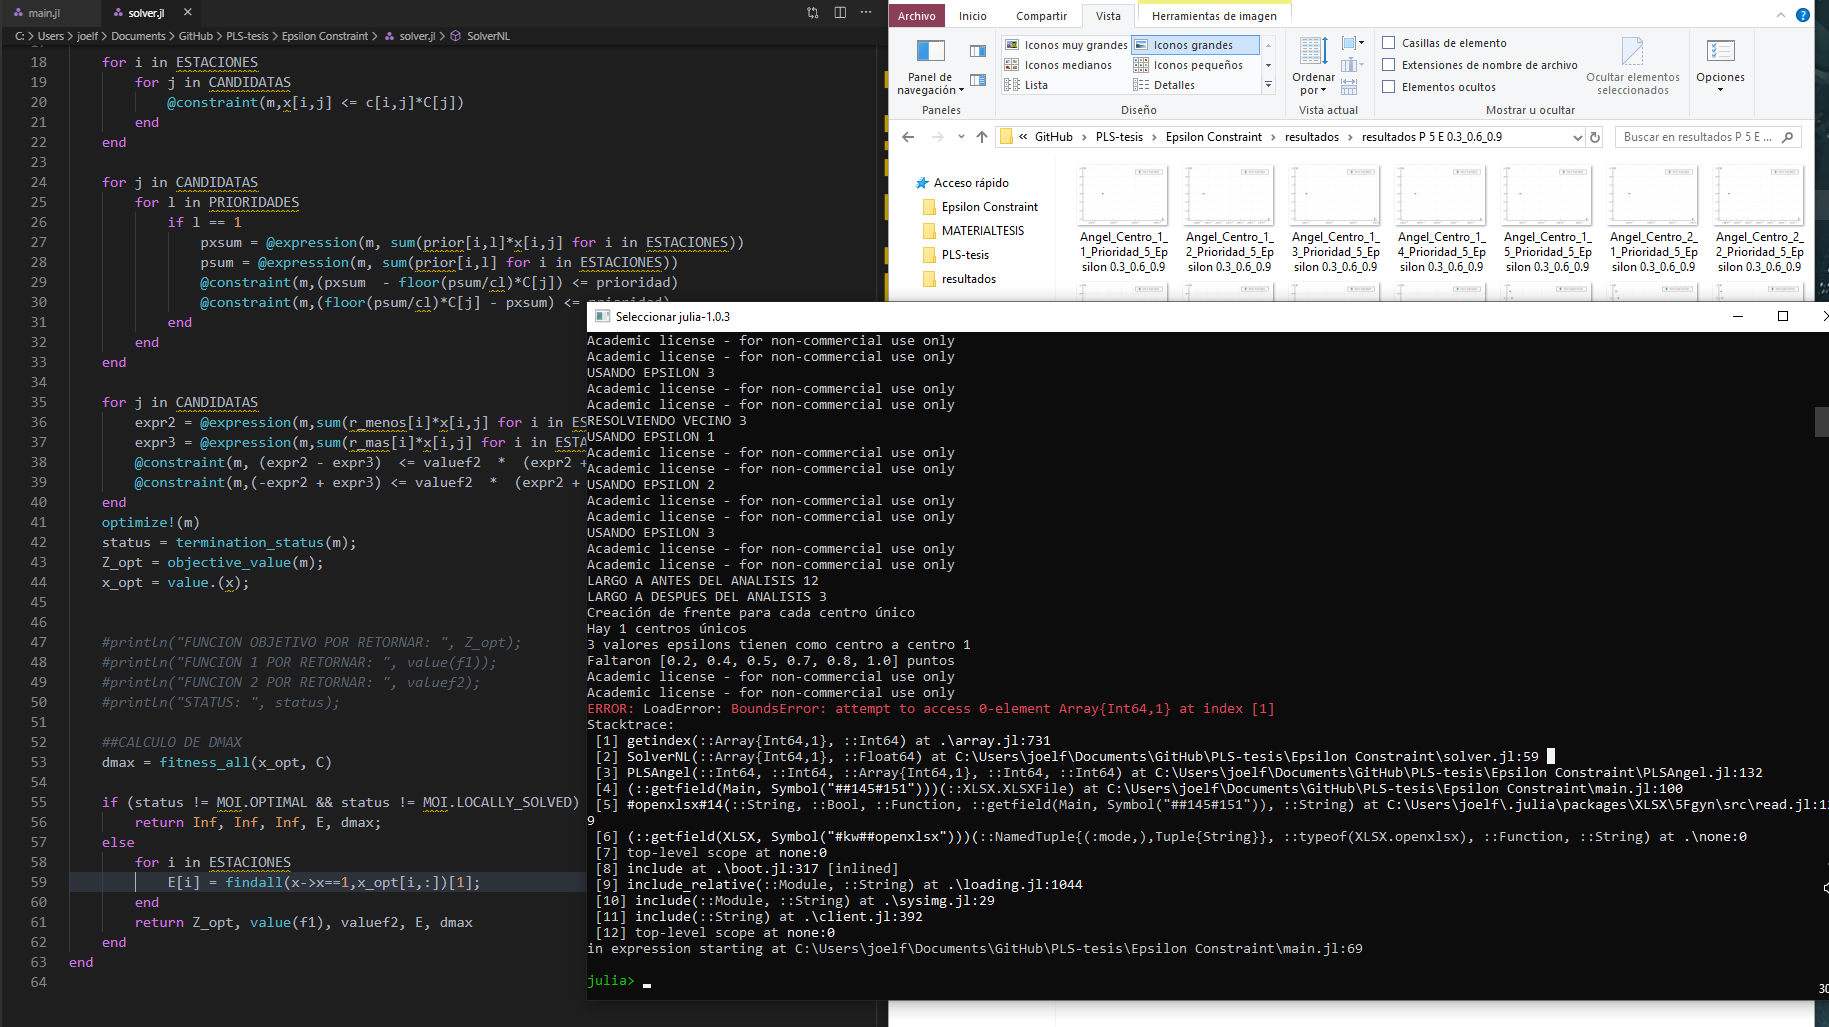 main.jl
solver.jl
C: > Users > joelf > Documents > GitHub > PLS-tesis > Epsilon Constraint > solver.jl > SolverNL
18 for i in ESTACIONES
19 for j in CANDIDATAS
20 @constraint(m,x[i,j] <= c[i,j]*C[j])
21 end
22 end
23
24 for j in CANDIDATAS
25 for l in PRIORIDADES
26 if l == 1
27 pxsum = @expression(m, sum(prior[i,l]*x[i,j] for i in ESTACIONES))
28 psum = @expression(m, sum(prior[i,l] for i in ESTACIONES))
29 @constraint(m,(pxsum  - floor(psum/cl)*C[j]) <= prioridad)
30 @constraint(m,(floor(psum/cl)*C[j] - pxsum) <= prioridad)
31 end
32 end
33 end
34
35 for j in CANDIDATAS
36 expr2 = @expression(m,sum(r_menos[i]*x[i,j] for i in ES
37 expr3 = @expression(m,sum(r_mas[i]*x[i,j] for i in ESTA
38 @constraint(m, (expr2 - expr3)  <= valuef2  *  (expr2 +
39 @constraint(m,(-expr2 + expr3) <= valuef2  *  (expr2 +
40 end
41 optimize!(m)
42 status = termination_status(m);
43 Z_opt = objective_value(m);
44 x_opt = value.(x);
45
46
47 #println("FUNCION OBJETIVO POR RETORNAR: ", Z_opt);
48 #println("FUNCION 1 POR RETORNAR: ", value(f1));
49 #println("FUNCION 2 POR RETORNAR: ", valuef2);
50 #println("STATUS: ", status);
51
52 ##CALCULO DE DMAX
53 dmax = fitness_all(x_opt, C)
54
55 if (status != MOI.OPTIMAL && status != MOI.LOCALLY_SOLVED)
56 return Inf, Inf, Inf, E, dmax;
57 else
58 for i in ESTACIONES
59 E[i] = findall(x->x==1,x_opt[i,:])[1];
60 end
61 return Z_opt, value(f1), valuef2, E, dmax
62 end
63 end
64
Archivo Inicio Compartir Vista Herramientas de imagen
Panel de navegación
Paneles
Iconos muy grandes Iconos grandes
Iconos medianos Iconos pequeños
Lista Detalles
Diseño
Ordenar por
Vista actual
Casillas de elemento
Extensiones de nombre de archivo
Elementos ocultos
Ocultar elementos seleccionados
Mostrar u ocultar
Opciones
« GitHub > PLS-tesis > Epsilon Constraint > resultados > resultados P 5 E 0.3_0.6_0.9
Buscar en resultados P 5 E ...
Acceso rápido
Epsilon Constraint
MATERIALTESIS
PLS-tesis
resultados
Angel_Centro_1_ Angel_Centro_1_ Angel_Centro_1_ Angel_Centro_1_ Angel_Centro_1_ Angel_Centro_2_ Angel_Centro_2_
1_Prioridad_5_Ep 2_Prioridad_5_Ep 3_Prioridad_5_Ep 4_Prioridad_5_Ep 5_Prioridad_5_Ep 1_Prioridad_5_Ep 2_Prioridad_5_Ep
silon 0.3_0.6_0.9 silon 0.3_0.6_0.9 silon 0.3_0.6_0.9 silon 0.3_0.6_0.9 silon 0.3_0.6_0.9 silon 0.3_0.6_0.9 silon 0.3_0.6_0.9
Seleccionar julia-1.0.3
Academic license - for non-commercial use only
Academic license - for non-commercial use only
USANDO EPSILON 3
Academic license - for non-commercial use only
Academic license - for non-commercial use only
RESOLVIENDO VECINO 3
USANDO EPSILON 1
Academic license - for non-commercial use only
Academic license - for non-commercial use only
USANDO EPSILON 2
Academic license - for non-commercial use only
Academic license - for non-commercial use only
USANDO EPSILON 3
Academic license - for non-commercial use only
Academic license - for non-commercial use only
LARGO A ANTES DEL ANALISIS 12
LARGO A DESPUES DEL ANALISIS 3
Creación de frente para cada centro único
Hay 1 centros únicos
3 valores epsilons tienen como centro a centro 1
Faltaron [0.2, 0.4, 0.5, 0.7, 0.8, 1.0] puntos
Academic license - for non-commercial use only
Academic license - for non-commercial use only
ERROR: LoadError: BoundsError: attempt to access 0-element Array{Int64,1} at index [1]
Stacktrace:
[1] getindex(::Array{Int64,1}, ::Int64) at .\array.jl:731
[2] SolverNL(::Array{Int64,1}, ::Float64) at C:\Users\joelf\Documents\GitHub\PLS-tesis\Epsilon Constraint\solver.jl:59
[3] PLSAngel(::Int64, ::Int64, ::Array{Int64,1}, ::Int64, ::Int64) at C:\Users\joelf\Documents\GitHub\PLS-tesis\Epsilon Constraint\PLSAngel.jl:132
[4] (::getfield(Main, Symbol("##145#151")))(::XLSX.XLSXFile) at C:\Users\joelf\Documents\GitHub\PLS-tesis\Epsilon Constraint\main.jl:100
[5] #openxlsx#14(::String, ::Bool, ::Function, ::getfield(Main, Symbol("##145#151")), ::String) at C:\Users\joelf\.julia\packages\XLSX\5Fgyn\src\read.jl:1
9
[6] (::getfield(XLSX, Symbol("#kw##openxlsx")))(::NamedTuple{(:mode,),Tuple{String}}, ::typeof(XLSX.openxlsx), ::Function, ::String) at .\none:0
[7] top-level scope at none:0
[8] include at .\boot.jl:317 [inlined]
[9] include_relative(::Module, ::String) at .\loading.jl:1044
[10] include(::Module, ::String) at .\sysimg.jl:29
[11] include(::String) at .\client.jl:392
[12] top-level scope at none:0
in expression starting at C:\Users\joelf\Documents\GitHub\PLS-tesis\Epsilon Constraint\main.jl:69
julia>
30